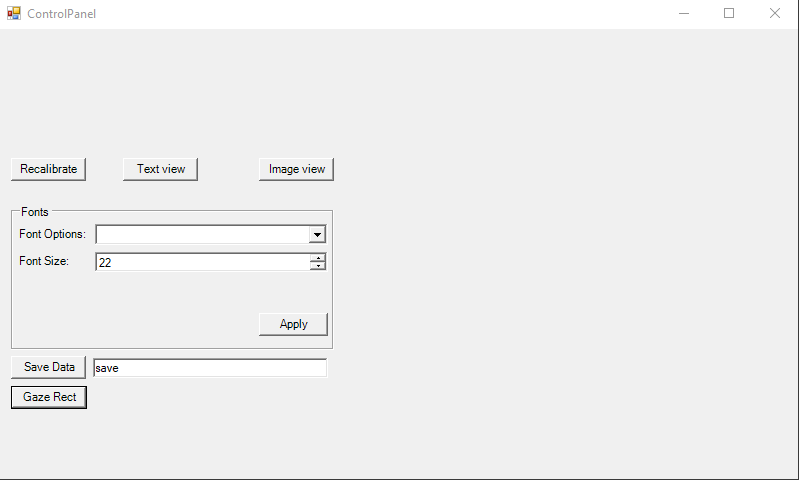 ControlPanel
Recalibrate Text view Image view
Fonts
Font Options:
Font Size: 22
Apply
Save Data save
Gaze Rect